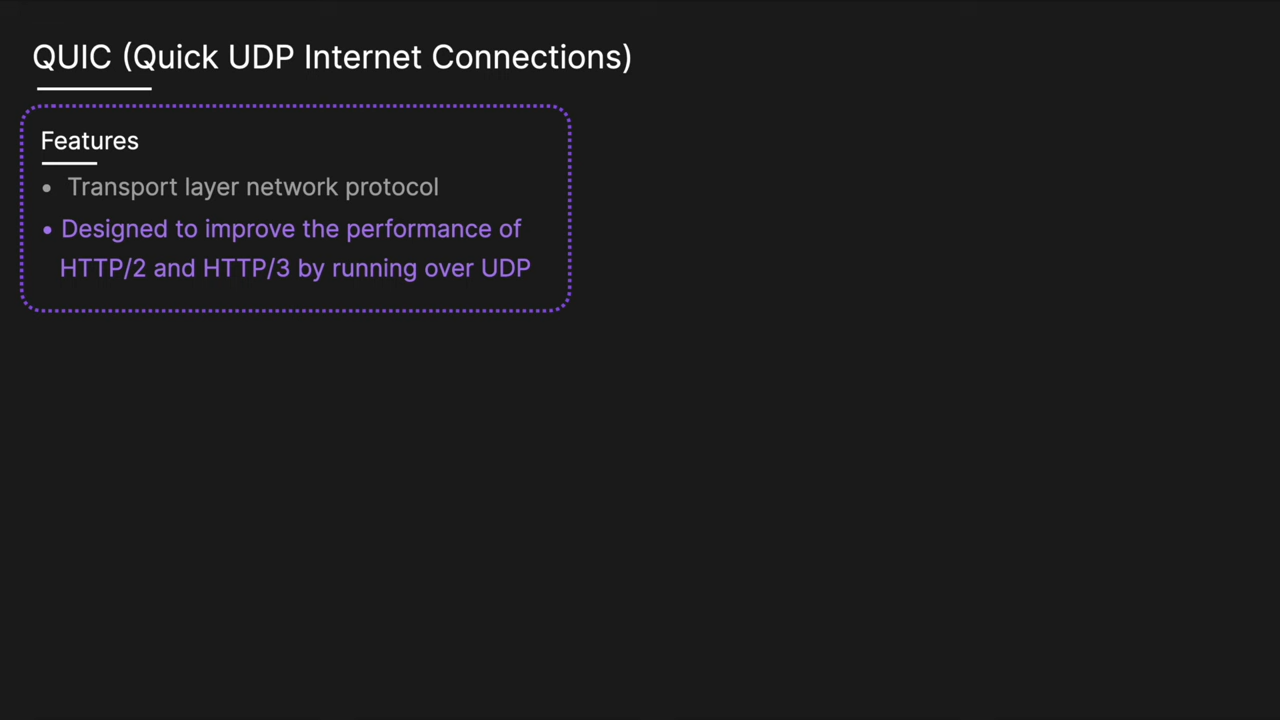 QUIC (Quick UDP Internet Connections)
Features
• Transport layer network protocol
• Designed to improve the performance of
HTTP/2 and HTTP/3 by running over UDP